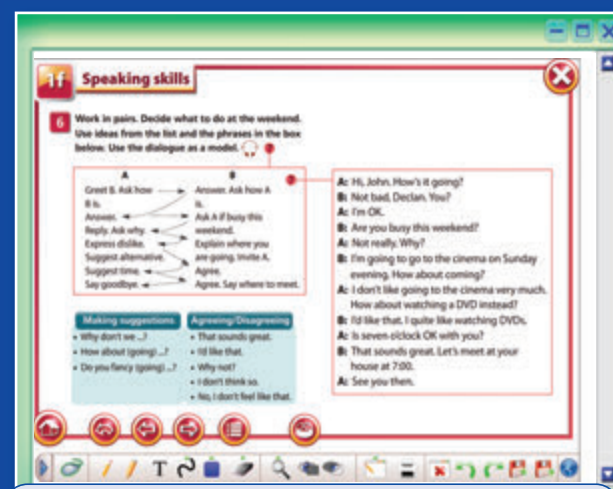 1f Speaking skills
6 Work in pairs. Decide what to do at the weekend.
Use ideas from the list and the phrases in the box
below. Use the dialogue as a model.
A
Greet B. Ask how
B is.
Answer.
Reply. Ask why.
Express dislike.
Suggest alternative.
Suggest time.
Say goodbye.
B
Answer. Ask how A
is.
Ask A if busy this
weekend.
Explain where you
are going. Invite A.
Agree.
Agree. Say where to meet.
Making suggestions
• Why don't we ...?
• How about (going) ...?
• Do you fancy (going) ...?
Agreeing/Disagreeing
• That sounds great.
• I'd like that.
• Why not?
• I don't think so.
• No, I don't feel like that.
A: Hi, John. How's it going?
B: Not bad, Declan. You?
A: I'm OK.
B: Are you busy this weekend?
A: Not really. Why?
B: I'm going to go to the cinema on Sunday
evening. How about coming?
A: I don't like going to the cinema very much.
How about watching a DVD instead?
B: I'd like that. I quite like watching DVDs.
A: Is seven o'clock OK with you?
B: That sounds great. Let's meet at your
house at 7:00.
A: See you then.
T